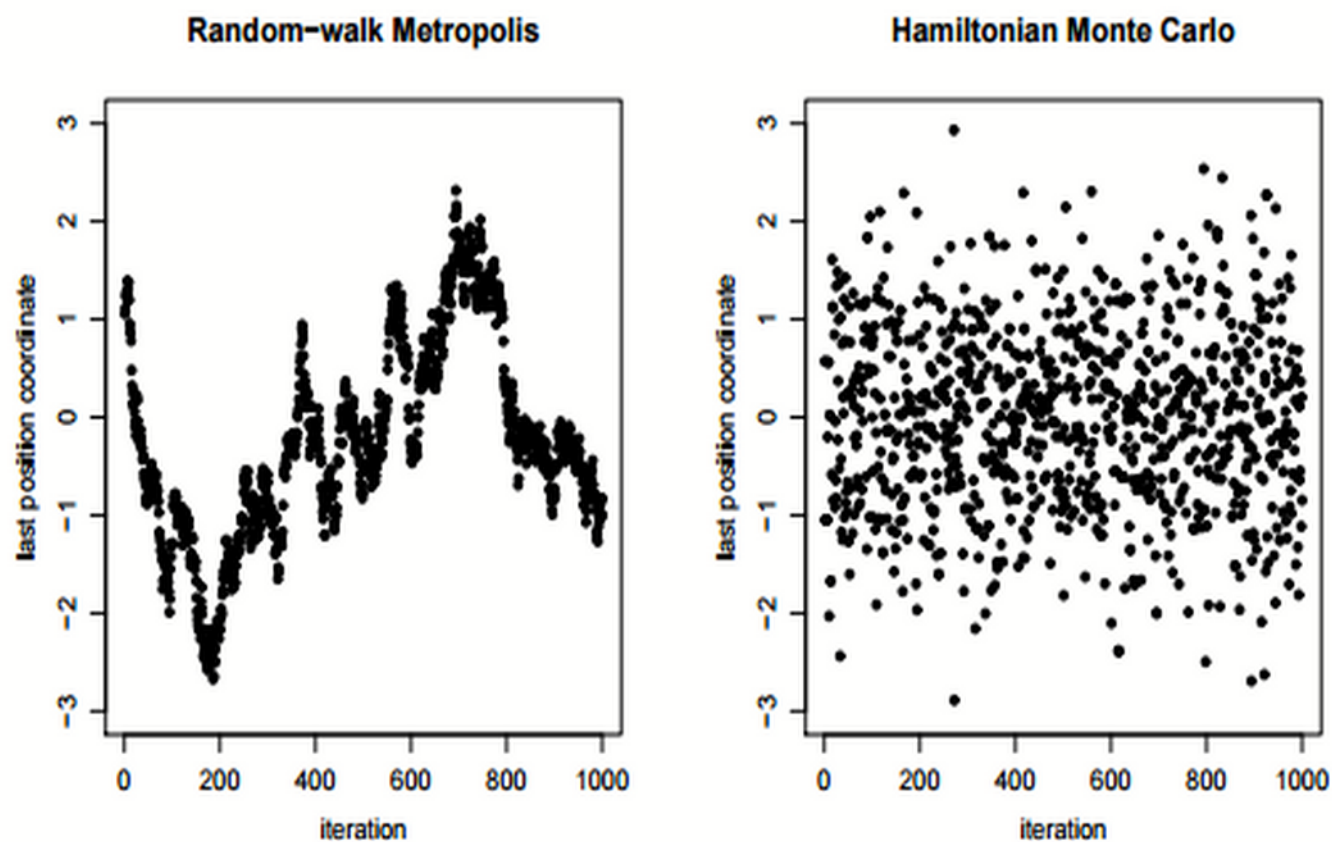 Random−walk Metropolis
last position coordinate
3
2
1
0
−1
−2
−3
0 200 400 600 800 1000
iteration
Hamiltonian Monte Carlo
last position coordinate
3
2
1
0
−1
−2
−3
0 200 400 600 800 1000
iteration